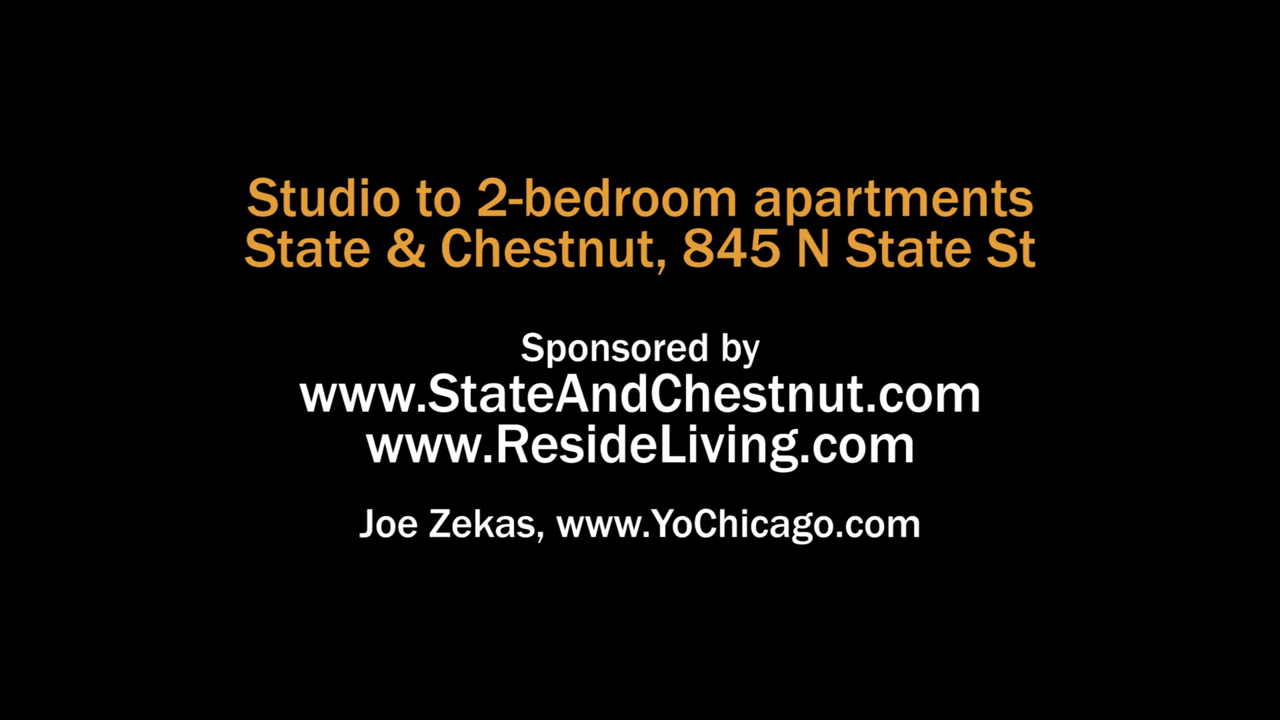 Studio to 2-bedroom apartments
State & Chestnut, 845 N State St
Sponsored by
www.StateAndChestnut.com
www.ResideLiving.com
Joe Zekas, www.YoChicago.com